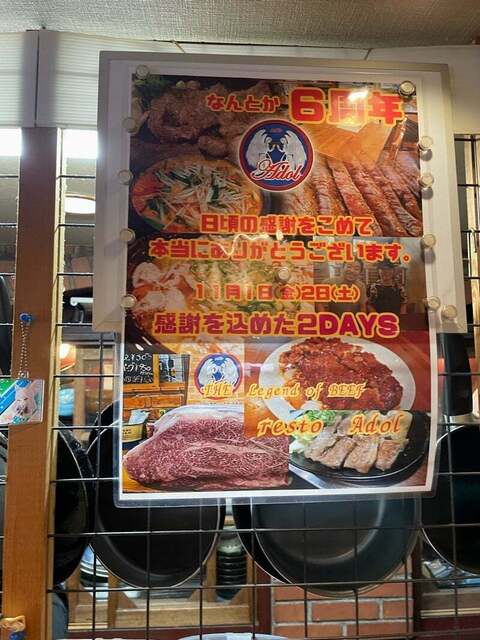 なんとか 6周年
Adol
日頃の感謝をこめて
本当にありがとうございます。
11月1日(金)2日(土)
感謝を込めた2DAYS
THE Legend of BEEF
resto Adol